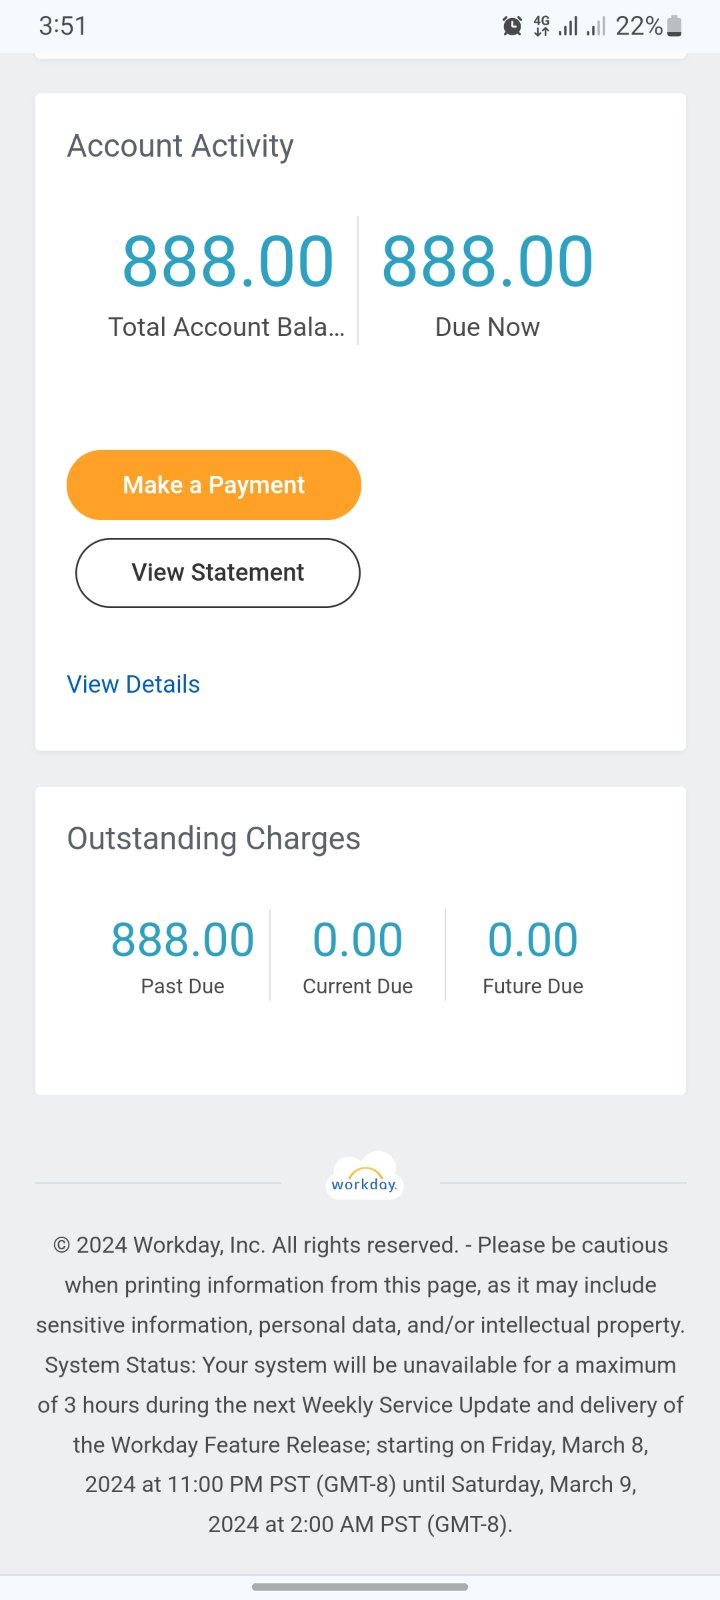 3:51 4G 22%
Account Activity
888.00 888.00
Total Account Bala... Due Now
Make a Payment
View Statement
View Details
Outstanding Charges
888.00 0.00 0.00
Past Due Current Due Future Due
workday.
© 2024 Workday, Inc. All rights reserved. - Please be cautious
when printing information from this page, as it may include
sensitive information, personal data, and/or intellectual property.
System Status: Your system will be unavailable for a maximum
of 3 hours during the next Weekly Service Update and delivery of
the Workday Feature Release; starting on Friday, March 8,
2024 at 11:00 PM PST (GMT-8) until Saturday, March 9,
2024 at 2:00 AM PST (GMT-8).